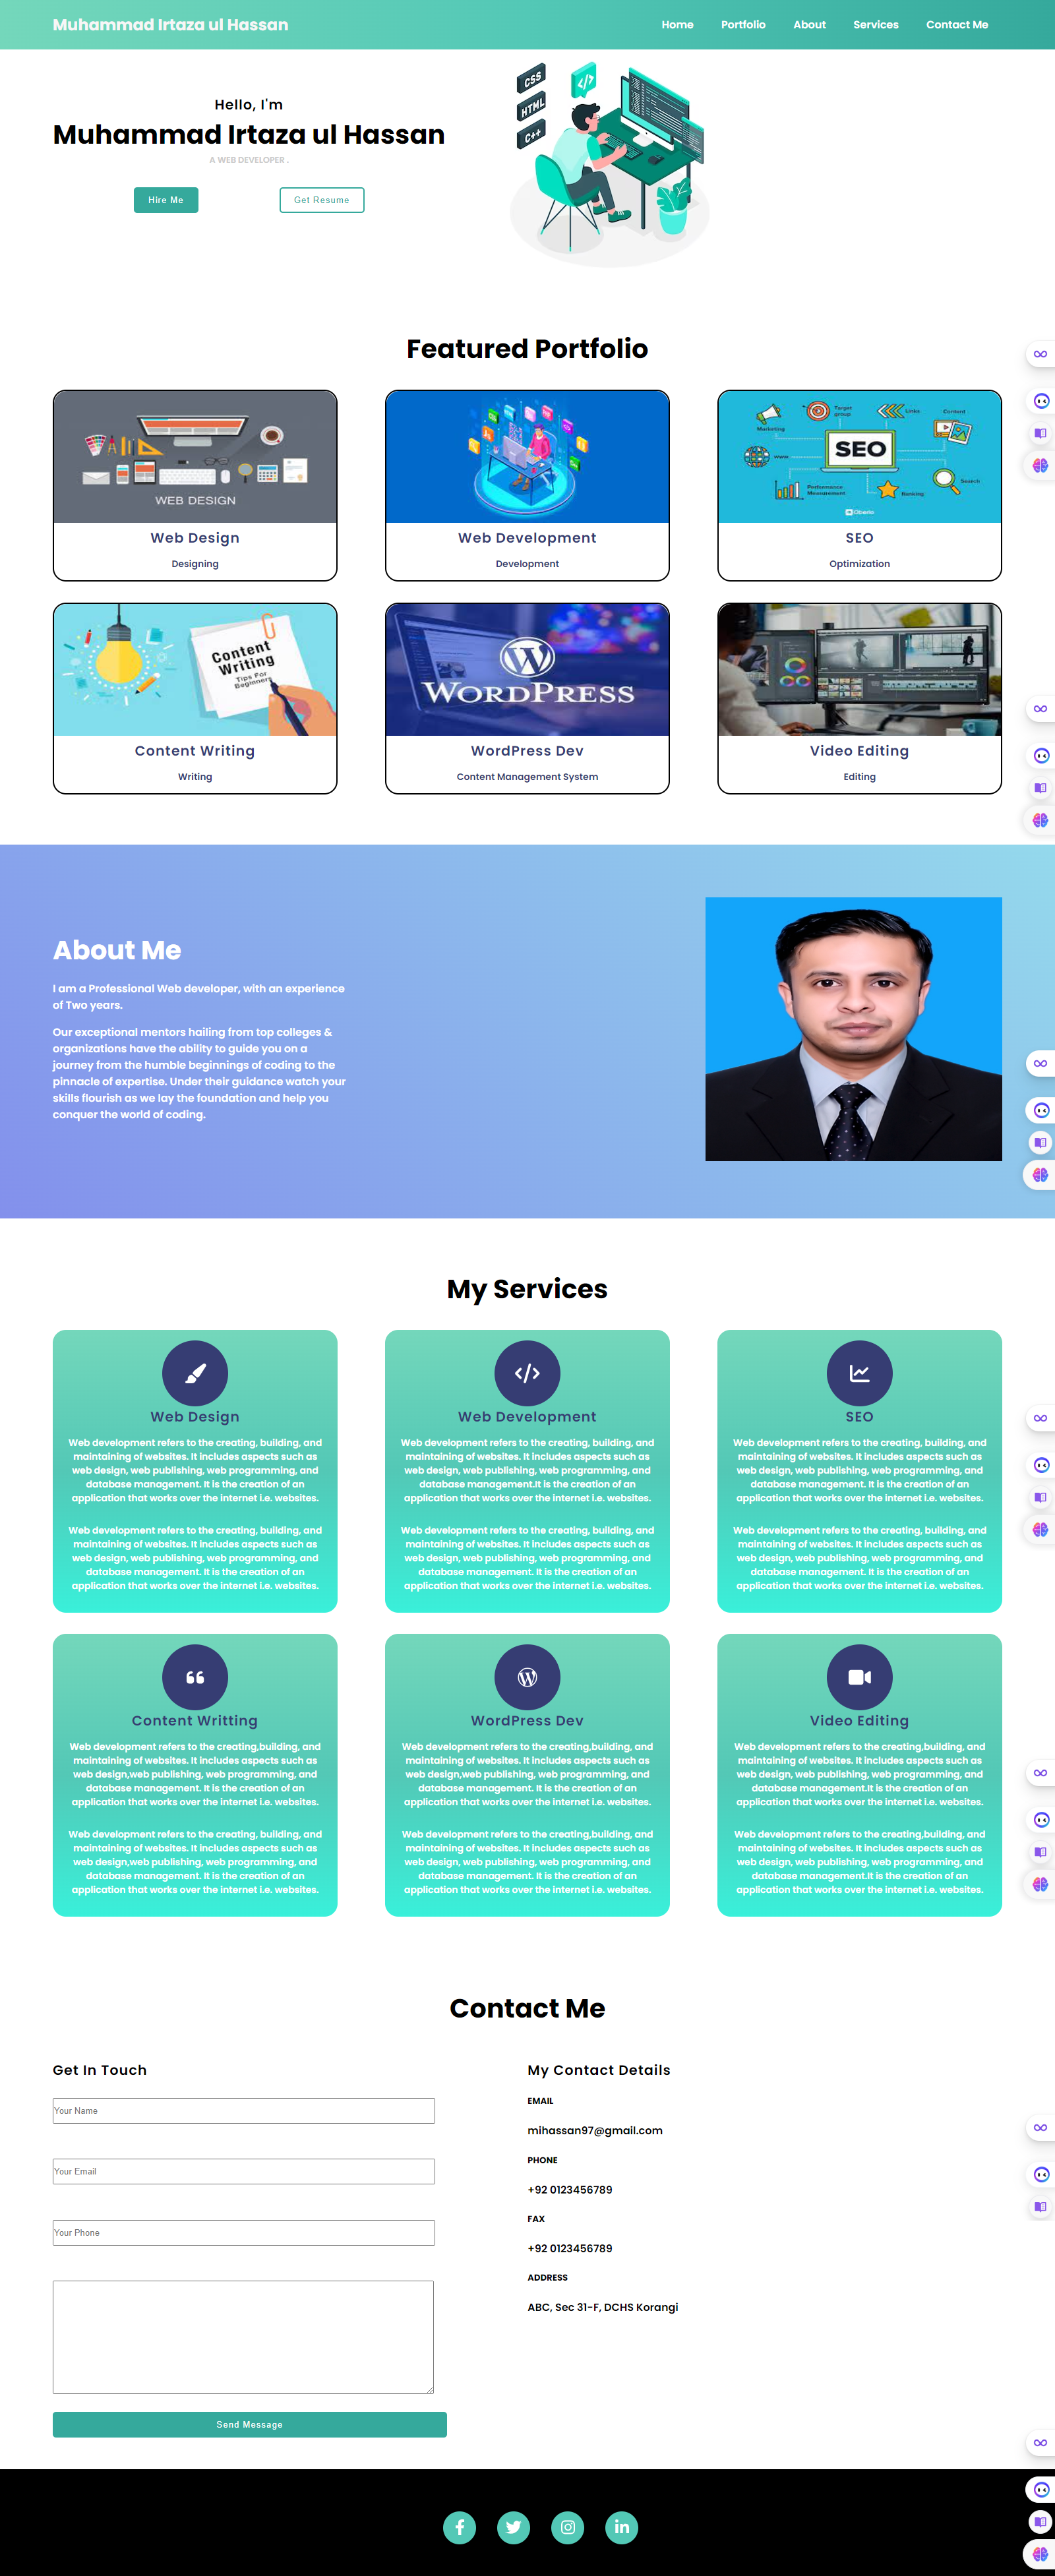 Muhammad Irtaza ul Hassan
Home Portfolio About Services Contact Me
Hello, I'm
Muhammad Irtaza ul Hassan
A WEB DEVELOPER .
Hire Me Get Resume
CSS
</>
HTML
C++
Featured Portfolio
WEB DESIGN
Web Design
Designing
Web Development
Development
Marketing
Target group
Links
Content
www
SEO
Performance Measurement
Ranking
Search
SEO
Optimization
Content
Writing
Tips For
Beginners
Content Writing
Writing
WORDPRESS
WordPress Dev
Content Management System
Video Editing
Editing
About Me
I am a Professional Web developer, with an experience
of Two years.
Our exceptional mentors hailing from top colleges &
organizations have the ability to guide you on a
journey from the humble beginnings of coding to the
pinnacle of expertise. Under their guidance watch your
skills flourish as we lay the foundation and help you
conquer the world of coding.
My Services
Web Design
Web development refers to the creating, building, and
maintaining of websites. It includes aspects such as
web design, web publishing, web programming, and
database management. It is the creation of an
application that works over the internet i.e. websites.
Web development refers to the creating, building, and
maintaining of websites. It includes aspects such as
web design, web publishing, web programming, and
database management. It is the creation of an
application that works over the internet i.e. websites.
Web Development
Web development refers to the creating, building, and
maintaining of websites. It includes aspects such as
web design, web publishing, web programming, and
database management.It is the creation of an
application that works over the internet i.e. websites.
Web development refers to the creating, building, and
maintaining of websites. It includes aspects such as
web design, web publishing, web programming, and
database management. It is the creation of an
application that works over the internet i.e. websites.
SEO
Web development refers to the creating, building, and
maintaining of websites. It includes aspects such as
web design, web publishing, web programming, and
database management. It is the creation of an
application that works over the internet i.e. websites.
Web development refers to the creating, building, and
maintaining of websites. It includes aspects such as
web design, web publishing, web programming, and
database management. It is the creation of an
application that works over the internet i.e. websites.
Content Writting
Web development refers to the creating,building, and
maintaining of websites. It includes aspects such as
web design,web publishing, web programming, and
database management. It is the creation of an
application that works over the internet i.e. websites.
Web development refers to the creating, building, and
maintaining of websites. It includes aspects such as
web design,web publishing, web programming, and
database management. It is the creation of an
application that works over the internet i.e. websites.
WordPress Dev
Web development refers to the creating,building, and
maintaining of websites. It includes aspects such as
web design,web publishing, web programming, and
database management. It is the creation of an
application that works over the internet i.e. websites.
Web development refers to the creating,building, and
maintaining of websites. It includes aspects such as
web design, web publishing, web programming, and
database management. It is the creation of an
application that works over the internet i.e. websites.
Video Editing
Web development refers to the creating,building, and
maintaining of websites. It includes aspects such as
web design, web publishing, web programming, and
database management.It is the creation of an
application that works over the internet i.e. websites.
Web development refers to the creating,building, and
maintaining of websites. It includes aspects such as
web design, web publishing, web programming, and
database management.It is the creation of an
application that works over the internet i.e. websites.
Contact Me
Get In Touch
Your Name
Your Email
Your Phone
Send Message
My Contact Details
EMAIL
mihassan97@gmail.com
PHONE
+92 0123456789
FAX
+92 0123456789
ADDRESS
ABC, Sec 31-F, DCHS Korangi